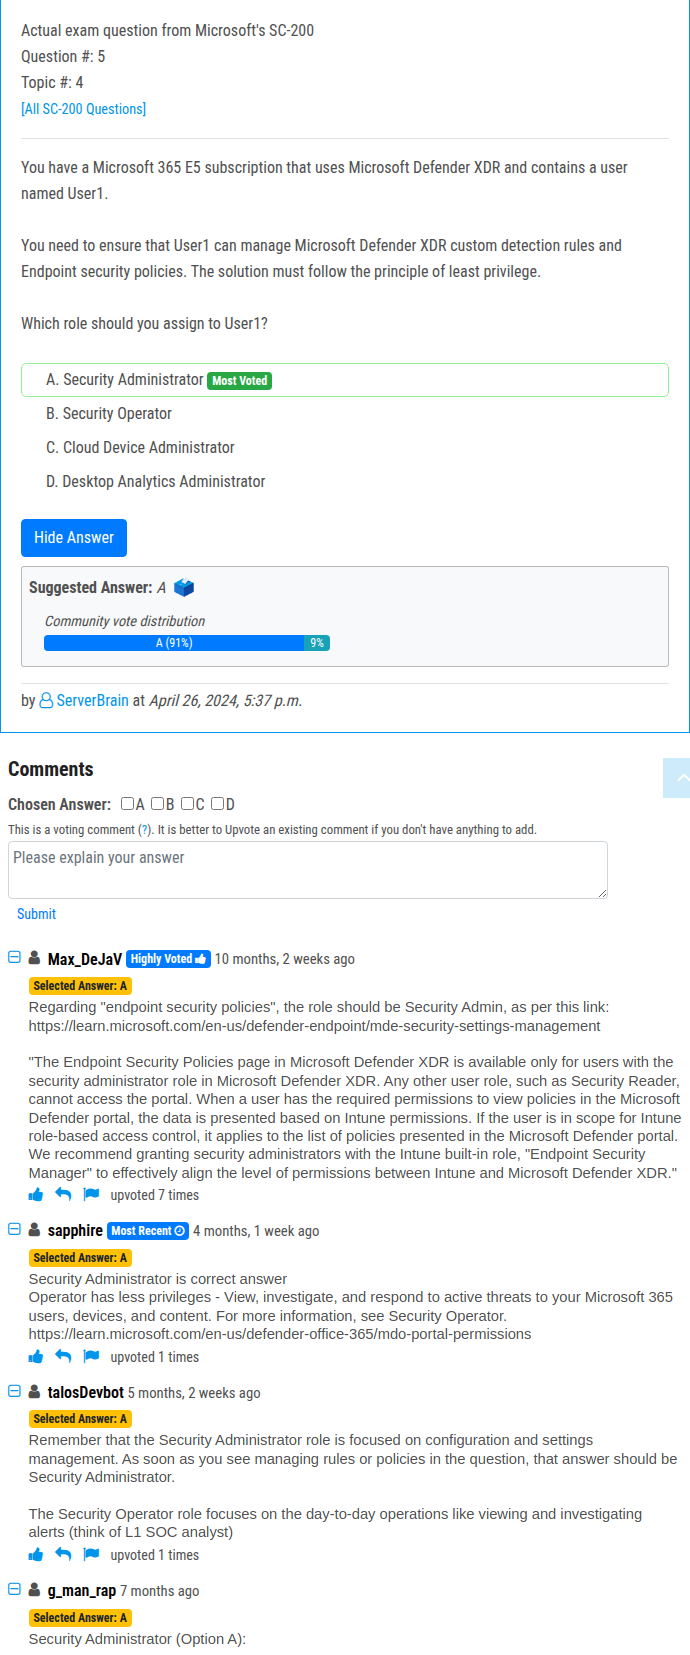 Actual exam question from Microsoft's SC-200
Question #: 5
Topic #: 4
[All SC-200 Questions]
You have a Microsoft 365 E5 subscription that uses Microsoft Defender XDR and contains a user
named User1.
You need to ensure that User1 can manage Microsoft Defender XDR custom detection rules and
Endpoint security policies. The solution must follow the principle of least privilege.
Which role should you assign to User1?
A. Security Administrator Most Voted
B. Security Operator
C. Cloud Device Administrator
D. Desktop Analytics Administrator
Hide Answer
Suggested Answer: A
Community vote distribution
A (91%) 9%
by ServerBrain at April 26, 2024, 5:37 p.m.
Comments
Chosen Answer: A B C D
This is a voting comment (?). It is better to Upvote an existing comment if you don't have anything to add.
Please explain your answer
Submit
Max_DeJaV Highly Voted 10 months, 2 weeks ago
Selected Answer: A
Regarding "endpoint security policies", the role should be Security Admin, as per this link:
https://learn.microsoft.com/en-us/defender-endpoint/mde-security-settings-management
"The Endpoint Security Policies page in Microsoft Defender XDR is available only for users with the
security administrator role in Microsoft Defender XDR. Any other user role, such as Security Reader,
cannot access the portal. When a user has the required permissions to view policies in the Microsoft
Defender portal, the data is presented based on Intune permissions. If the user is in scope for Intune
role-based access control, it applies to the list of policies presented in the Microsoft Defender portal.
We recommend granting security administrators with the Intune built-in role, "Endpoint Security
Manager" to effectively align the level of permissions between Intune and Microsoft Defender XDR."
upvoted 7 times
sapphire Most Recent 4 months, 1 week ago
Selected Answer: A
Security Administrator is correct answer
Operator has less privileges - View, investigate, and respond to active threats to your Microsoft 365
users, devices, and content. For more information, see Security Operator.
https://learn.microsoft.com/en-us/defender-office-365/mdo-portal-permissions
upvoted 1 times
talosDevbot 5 months, 2 weeks ago
Selected Answer: A
Remember that the Security Administrator role is focused on configuration and settings
management. As soon as you see managing rules or policies in the question, that answer should be
Security Administrator.
The Security Operator role focuses on the day-to-day operations like viewing and investigating
alerts (think of L1 SOC analyst)
upvoted 1 times
g_man_rap 7 months ago
Selected Answer: A
Security Administrator (Option A):